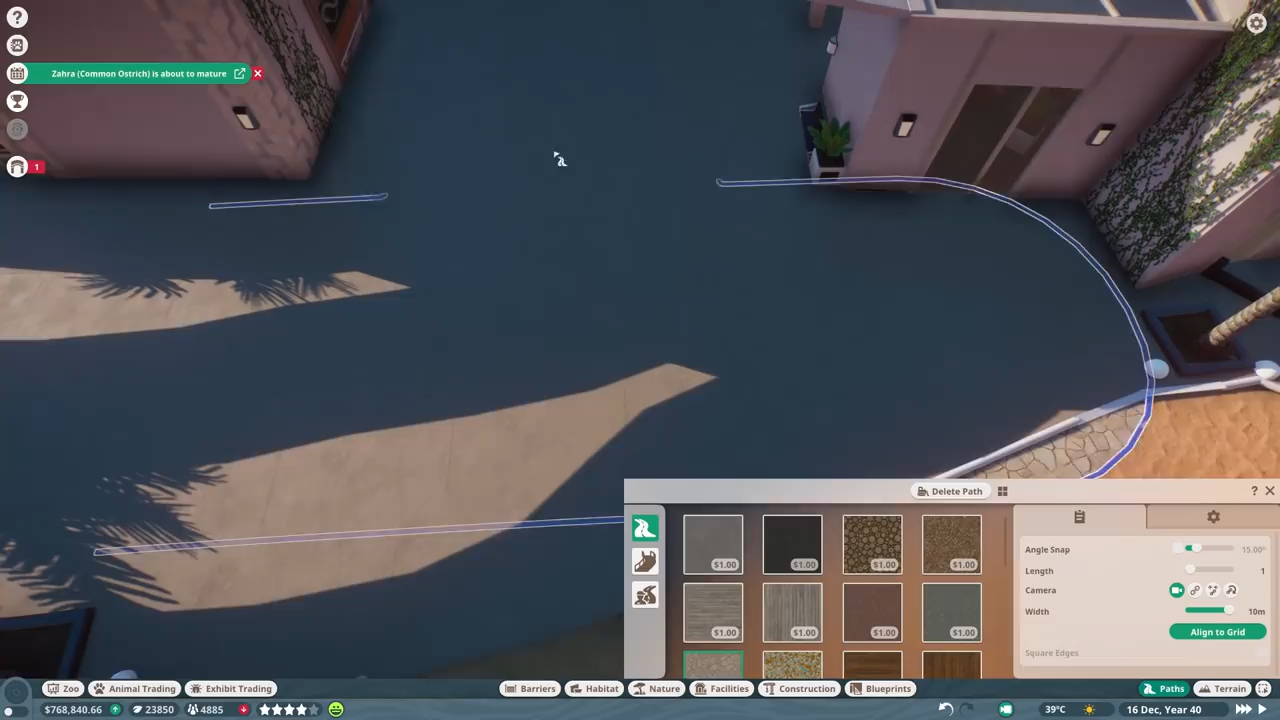 ?
Zahra (Common Ostrich) is about to mature
1
Delete Path
?
$1.00
$1.00
$1.00
$1.00
$1.00
$1.00
$1.00
$1.00
Angle Snap 15.00°
Length 1
Camera
Width 10m
Align to Grid
Square Edges
Zoo Animal Trading Exhibit Trading Barriers Habitat Nature Facilities Construction Blueprints Paths Terrain
$768,840.66 23850 4885 39°C 16 Dec, Year 40